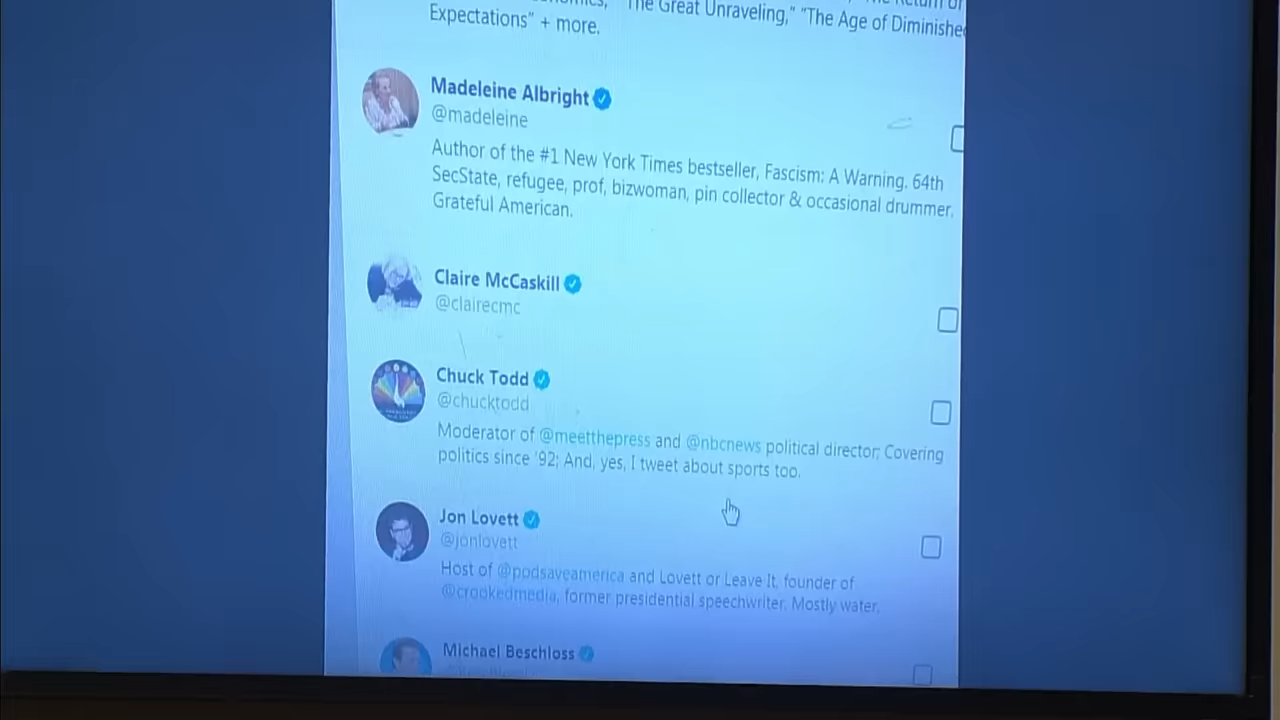 The Great Unraveling," "The Age of Diminishe
Expectations" + more.
Madeleine Albright
@madeleine
Author of the #1 New York Times bestseller, Fascism: A Warning. 64th
SecState, refugee, prof, bizwoman, pin collector & occasional drummer.
Grateful American.
Claire McCaskill
@clairecmc
Chuck Todd
@chucktodd
Moderator of @meetthepress and @nbcnews political director; Covering
politics since '92; And, yes, I tweet about sports too.
Jon Lovett
@jonlovett
Host of @podsaveamerica and Lovett or Leave It, founder of
@crookedmedia, former presidential speechwriter. Mostly water.
Michael Beschloss